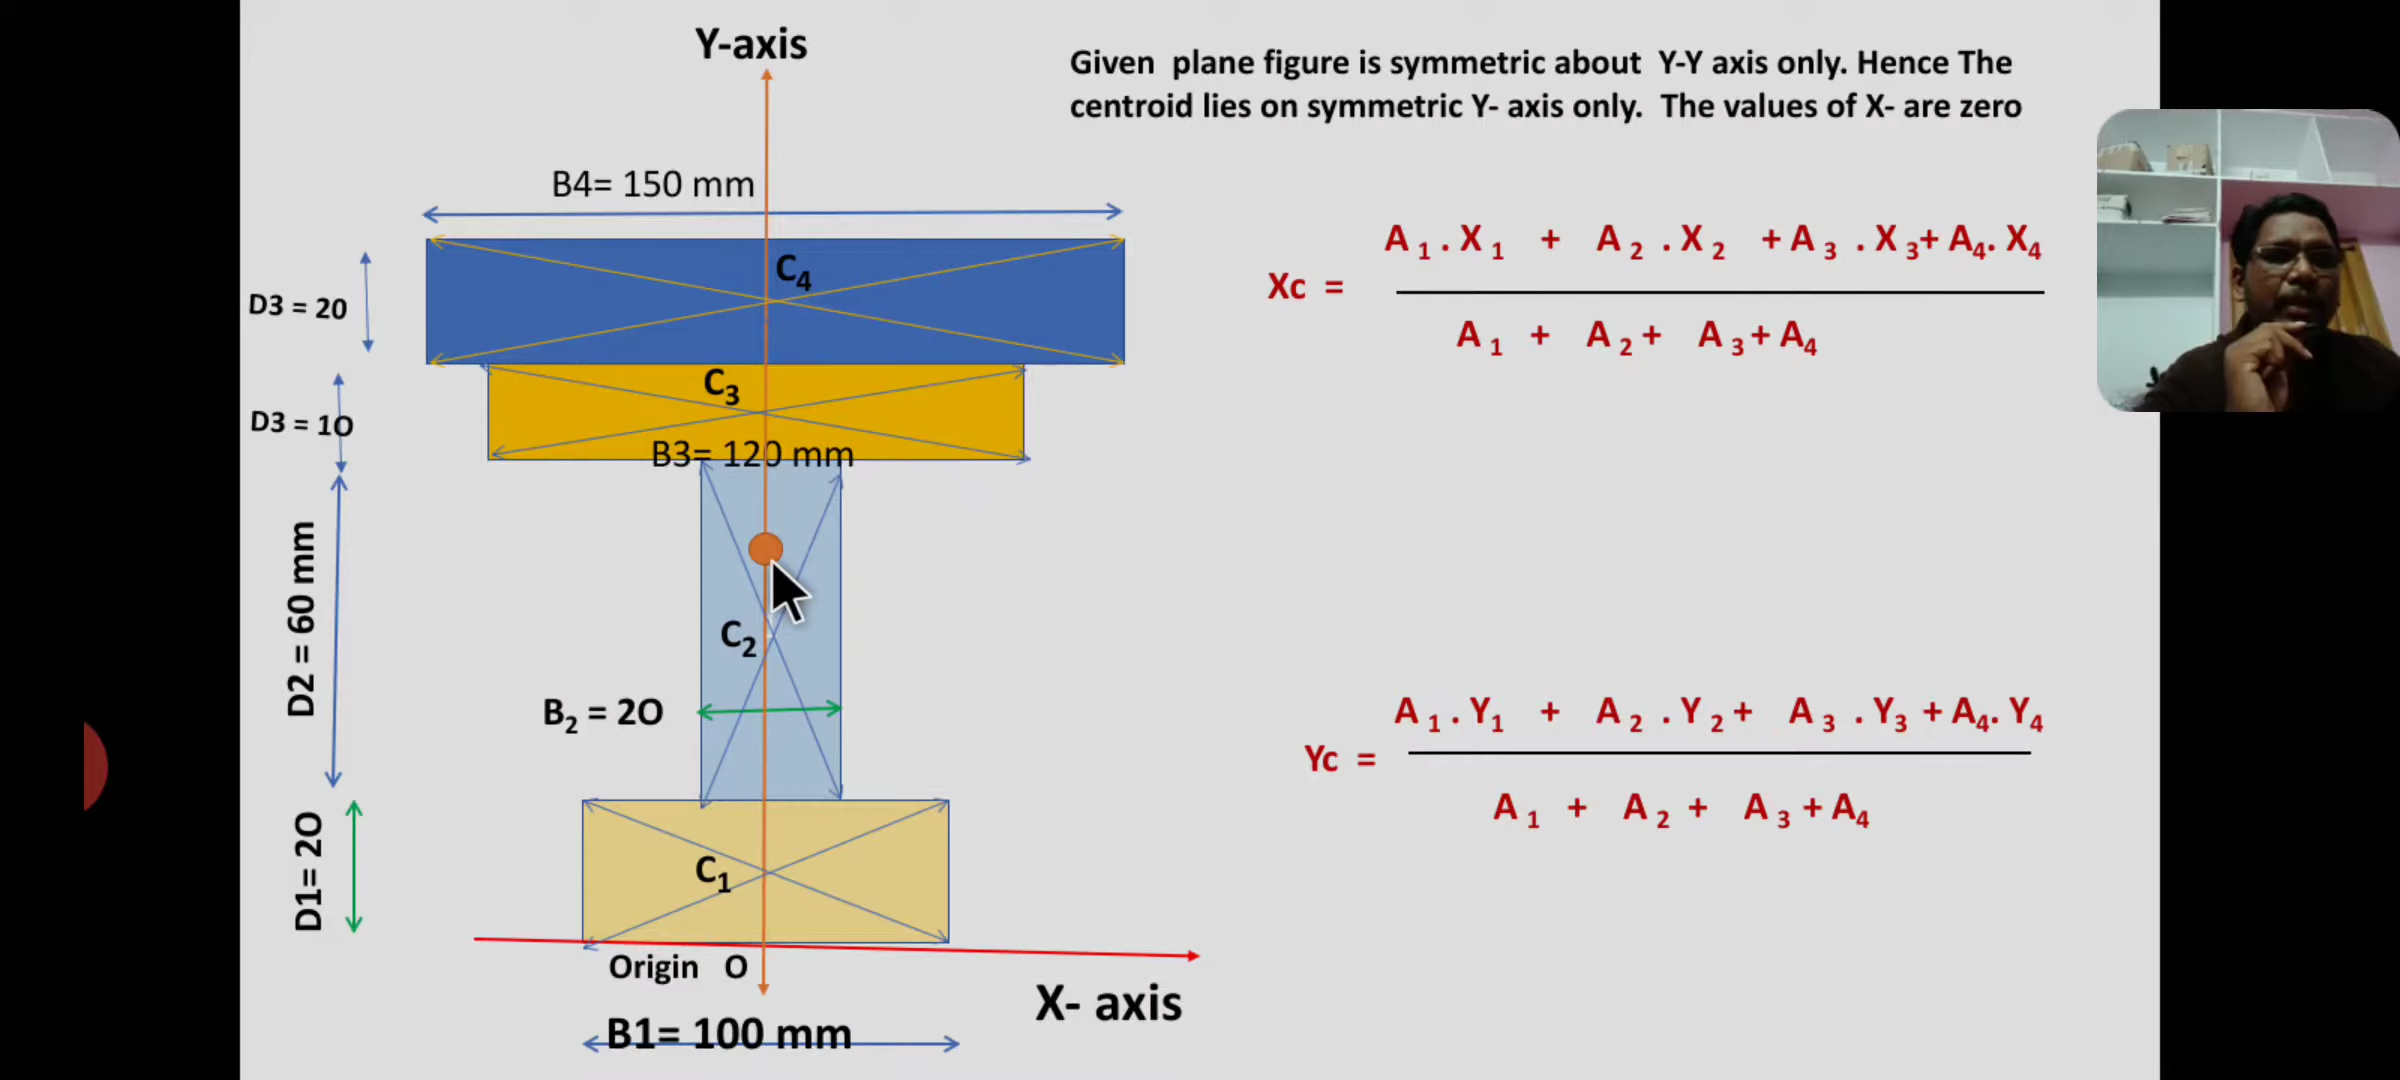 Y-axis
Given plane figure is symmetric about Y-Y axis only. Hence The
centroid lies on symmetric Y- axis only. The values of X- are zero
B4= 150 mm
C4
D3 = 20
C3
D3 = 10
B3= 120 mm
D2 = 60 mm
C2
B2 = 2O
D1= 2O
C1
Origin O
X- axis
B1= 100 mm
A1 . X1 + A2 . X2 + A3 . X3+ A4. X4
Xc =
A1 + A2 + A3 + A4
A1 . Y1 + A2 . Y2 + A3 . Y3 + A4. Y4
Yc =
A1 + A2 + A3 + A4